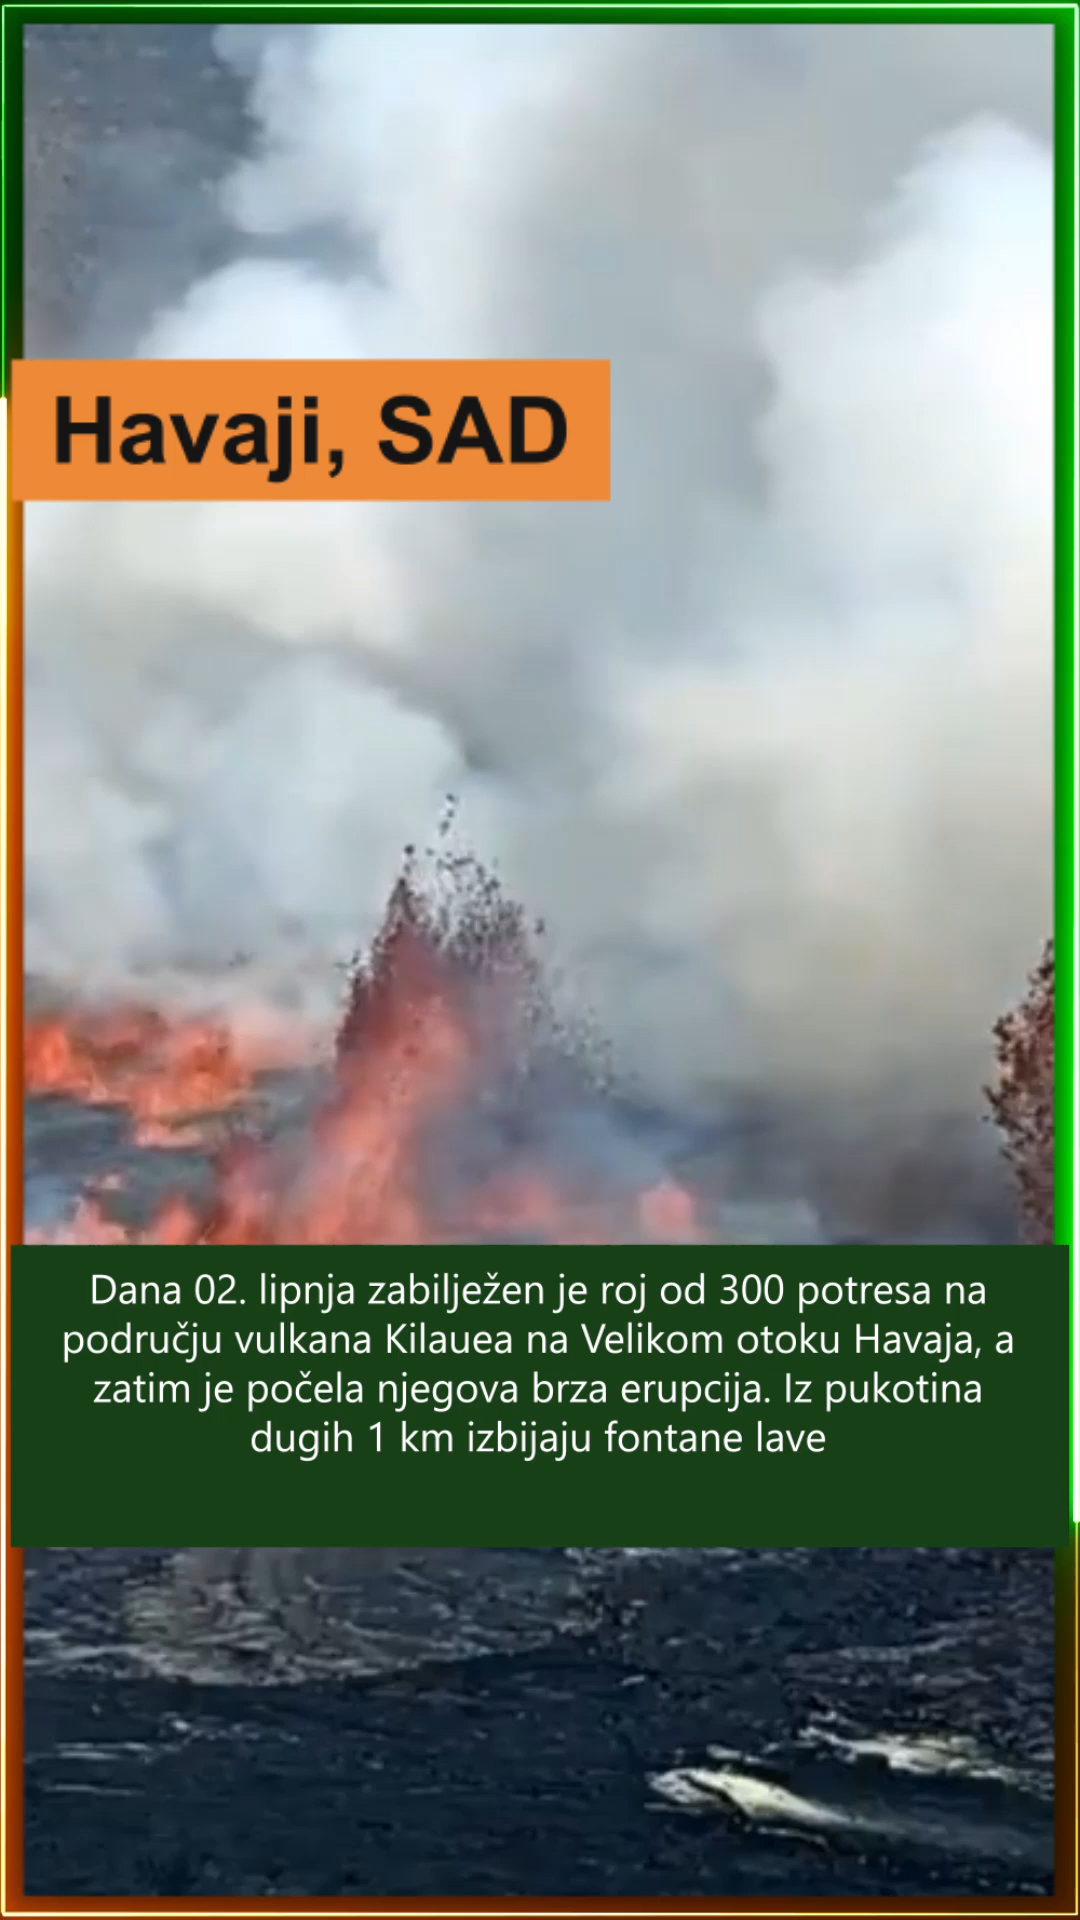 Havaji, SAD
Dana 02. lipnja zabilježen je roj od 300 potresa na
području vulkana Kilauea na Velikom otoku Havaja, a
zatim je počela njegova brza erupcija. Iz pukotina
dugih 1 km izbijaju fontane lave